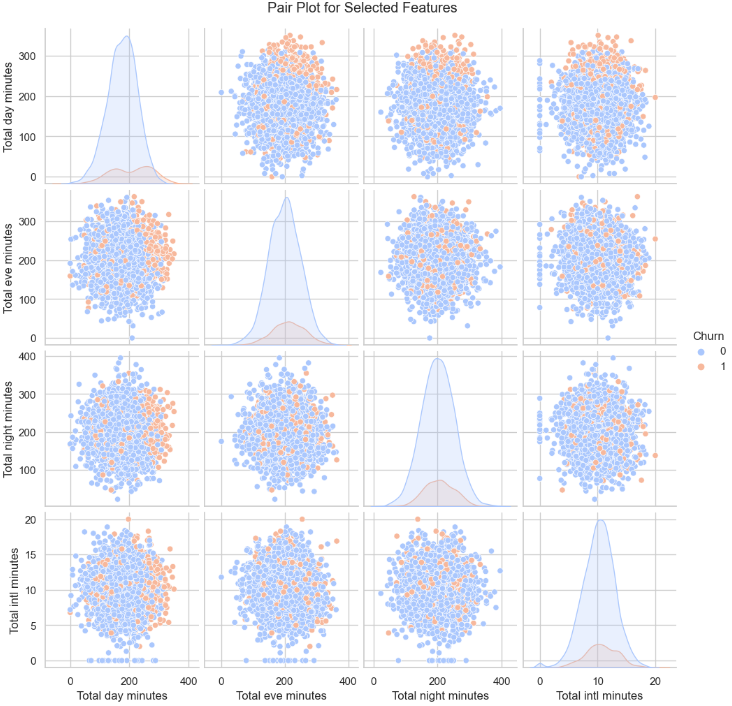 Pair Plot for Selected Features
Total day minutes
300
200
100
0
Total eve minutes
300
200
100
0
Churn
0
1
Total night minutes
400
300
200
100
Total intl minutes
20
15
10
5
0
0 200 400
0 200 400
0 200 400
0 10 20
Total day minutes
Total eve minutes
Total night minutes
Total intl minutes